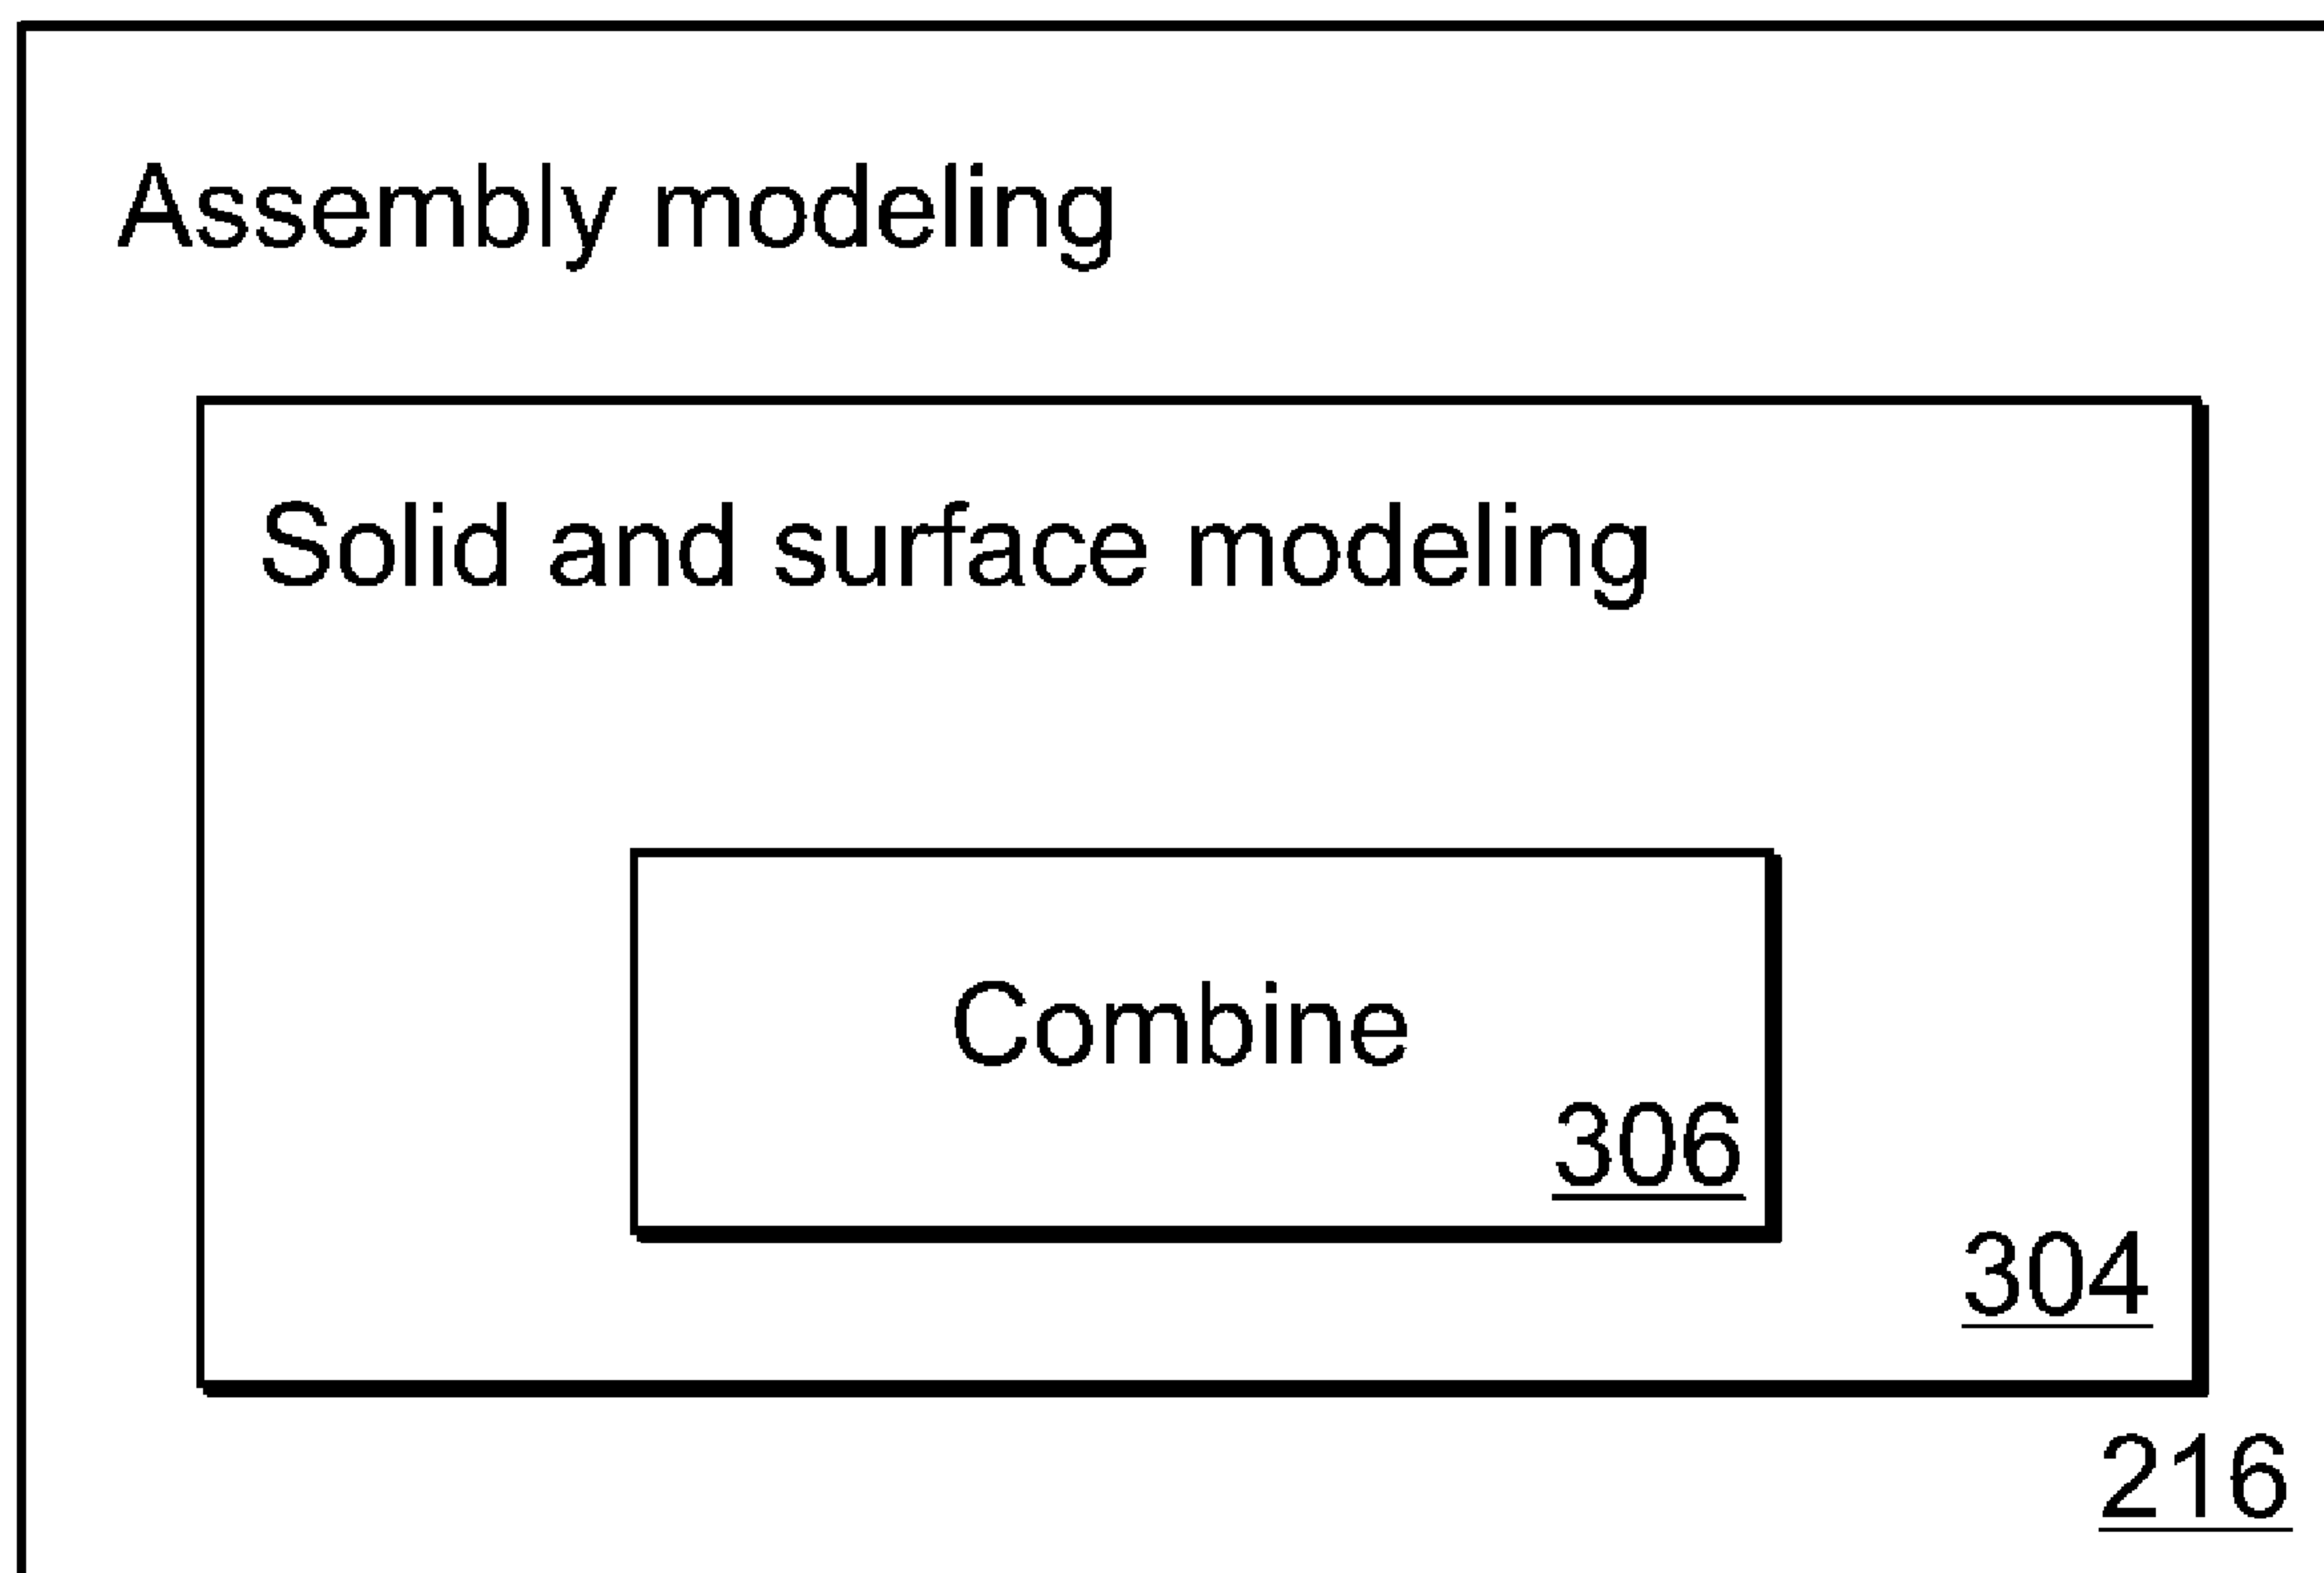 Assembly modeling
Solid and surface modeling
Combine
306
304
216